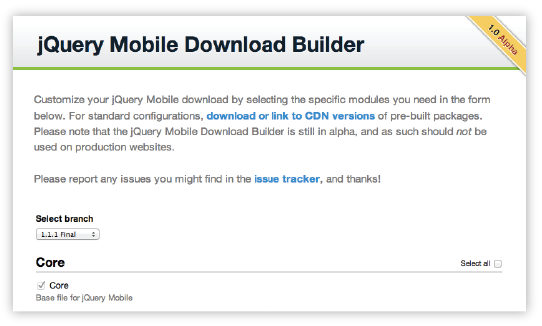 jQuery Mobile Download Builder
1.0 Alpha
Customize your jQuery Mobile download by selecting the specific modules you need in the form
below. For standard configurations, download or link to CDN versions of pre-built packages.
Please note that the jQuery Mobile Download Builder is still in alpha, and as such should not be
used on production websites.
Please report any issues you might find in the issue tracker, and thanks!
Select branch
1.1.1 Final
Core
Select all
Core
Base file for jQuery Mobile